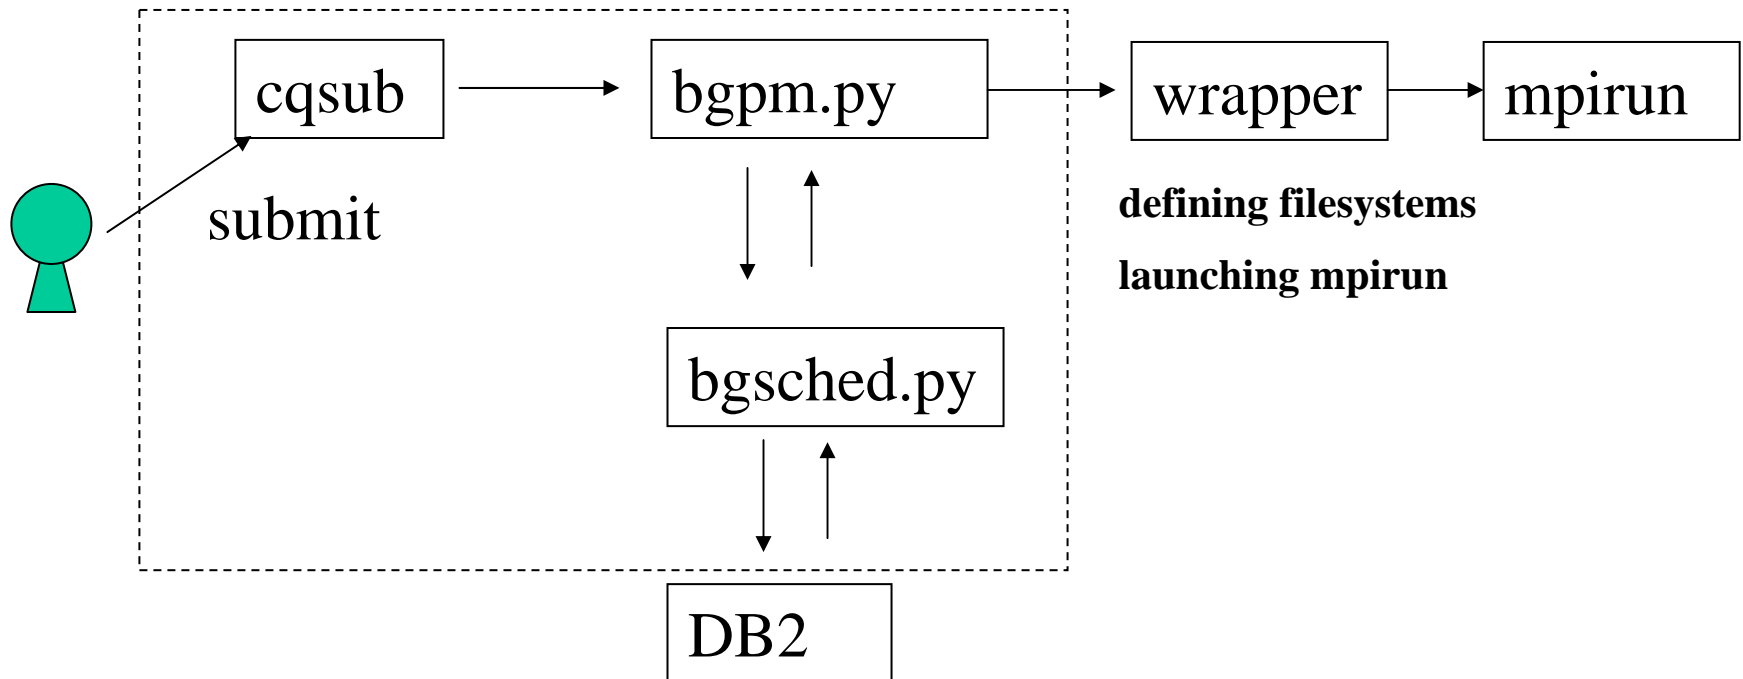 cqsub
bgpm.py
wrapper
mpirun
submit
defining filesystems
launching mpirun
bgsched.py
DB2